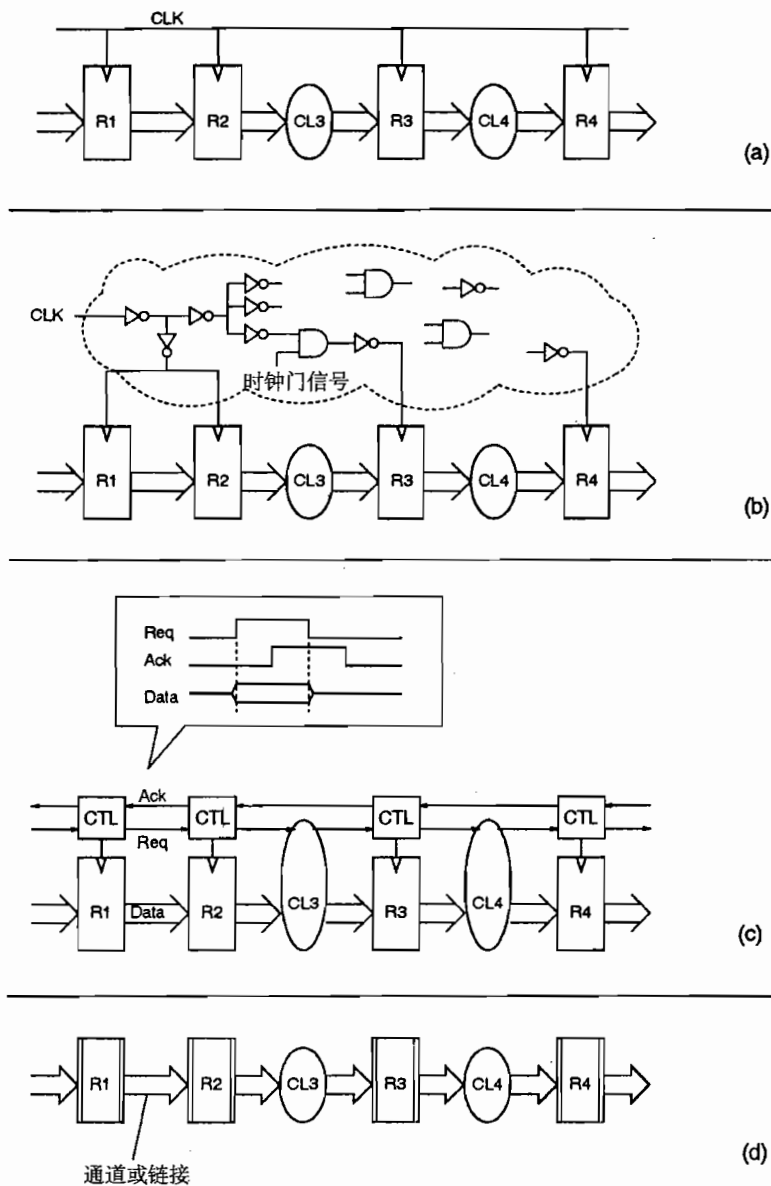 CLK
R1 R2 CL3 R3 CL4 R4
(a)
CLK
时钟门信号
R1 R2 CL3 R3 CL4 R4
(b)
Req
Ack
Data
Ack
CTL CTL CTL CTL
Req
R1 Data R2 CL3 R3 CL4 R4
(c)
R1 R2 CL3 R3 CL4 R4
通道或链接
(d)